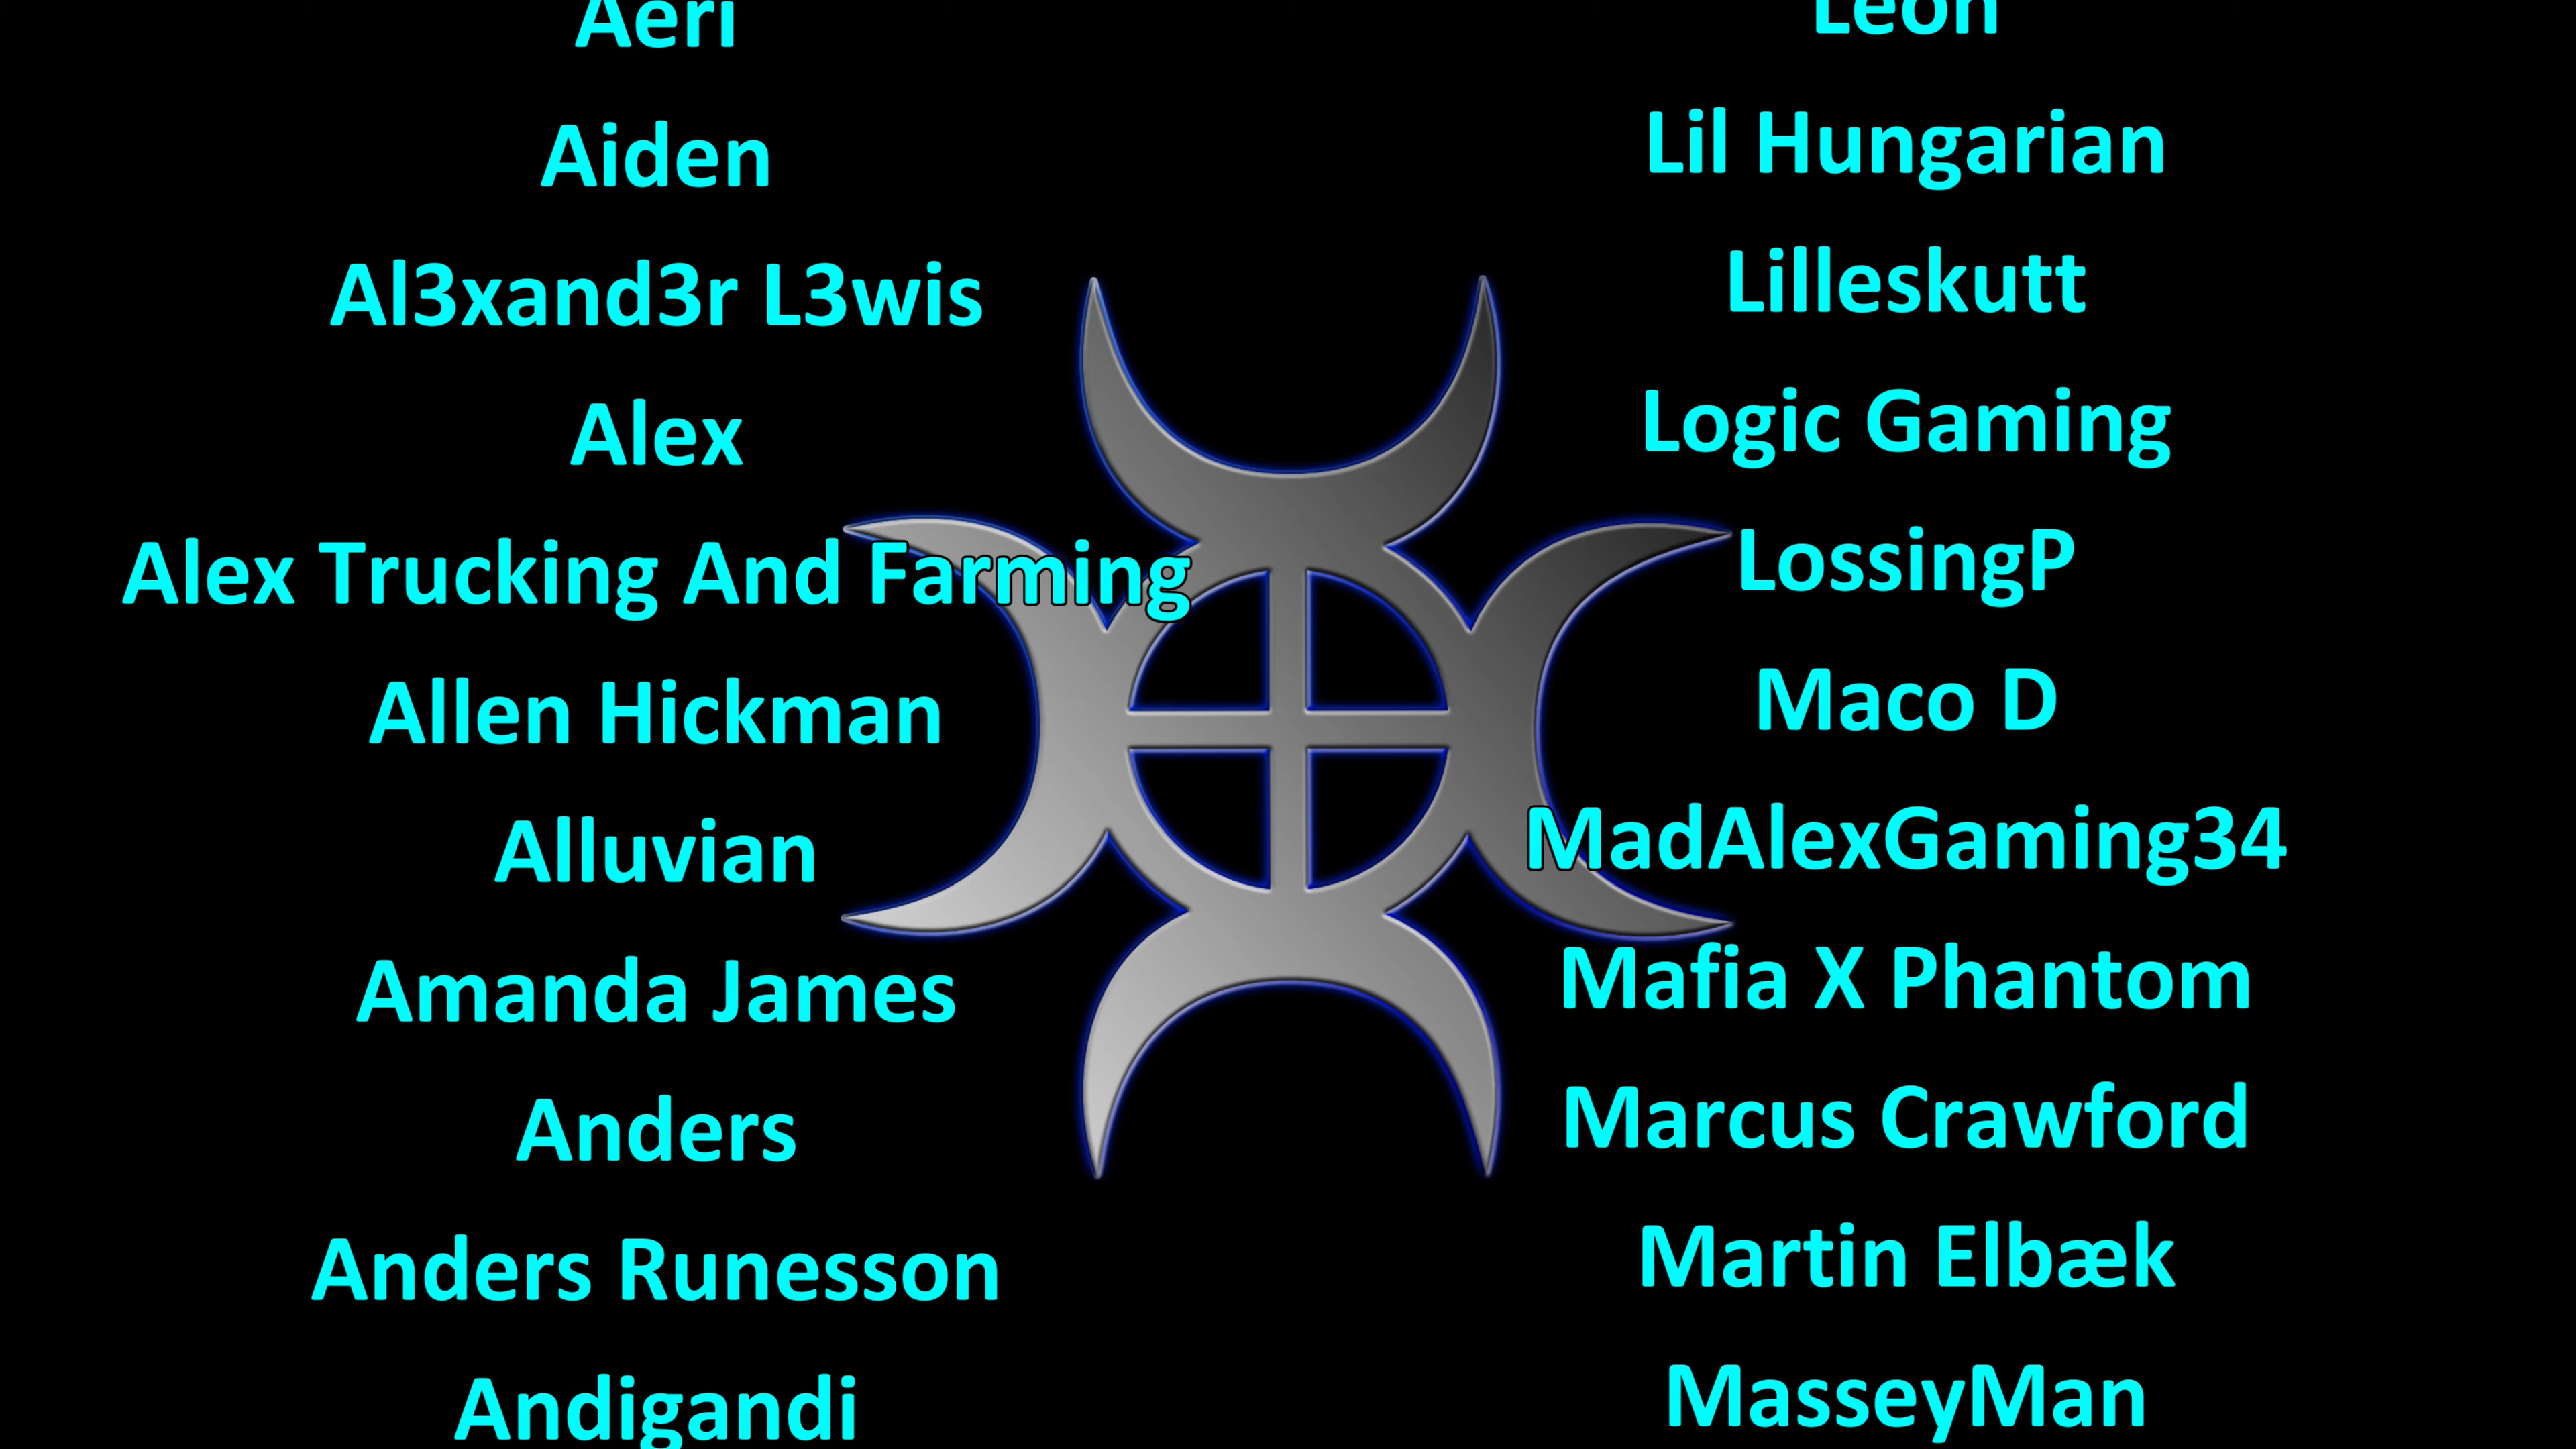 Aeri
Aiden
Al3xand3r L3wis
Alex
Alex Trucking And Farming
Allen Hickman
Alluvian
Amanda James
Anders
Anders Runesson
Andigandi
Leon
Lil Hungarian
Lilleskutt
Logic Gaming
LossingP
Maco D
MadAlexGaming34
Mafia X Phantom
Marcus Crawford
Martin Elbæk
MasseyMan